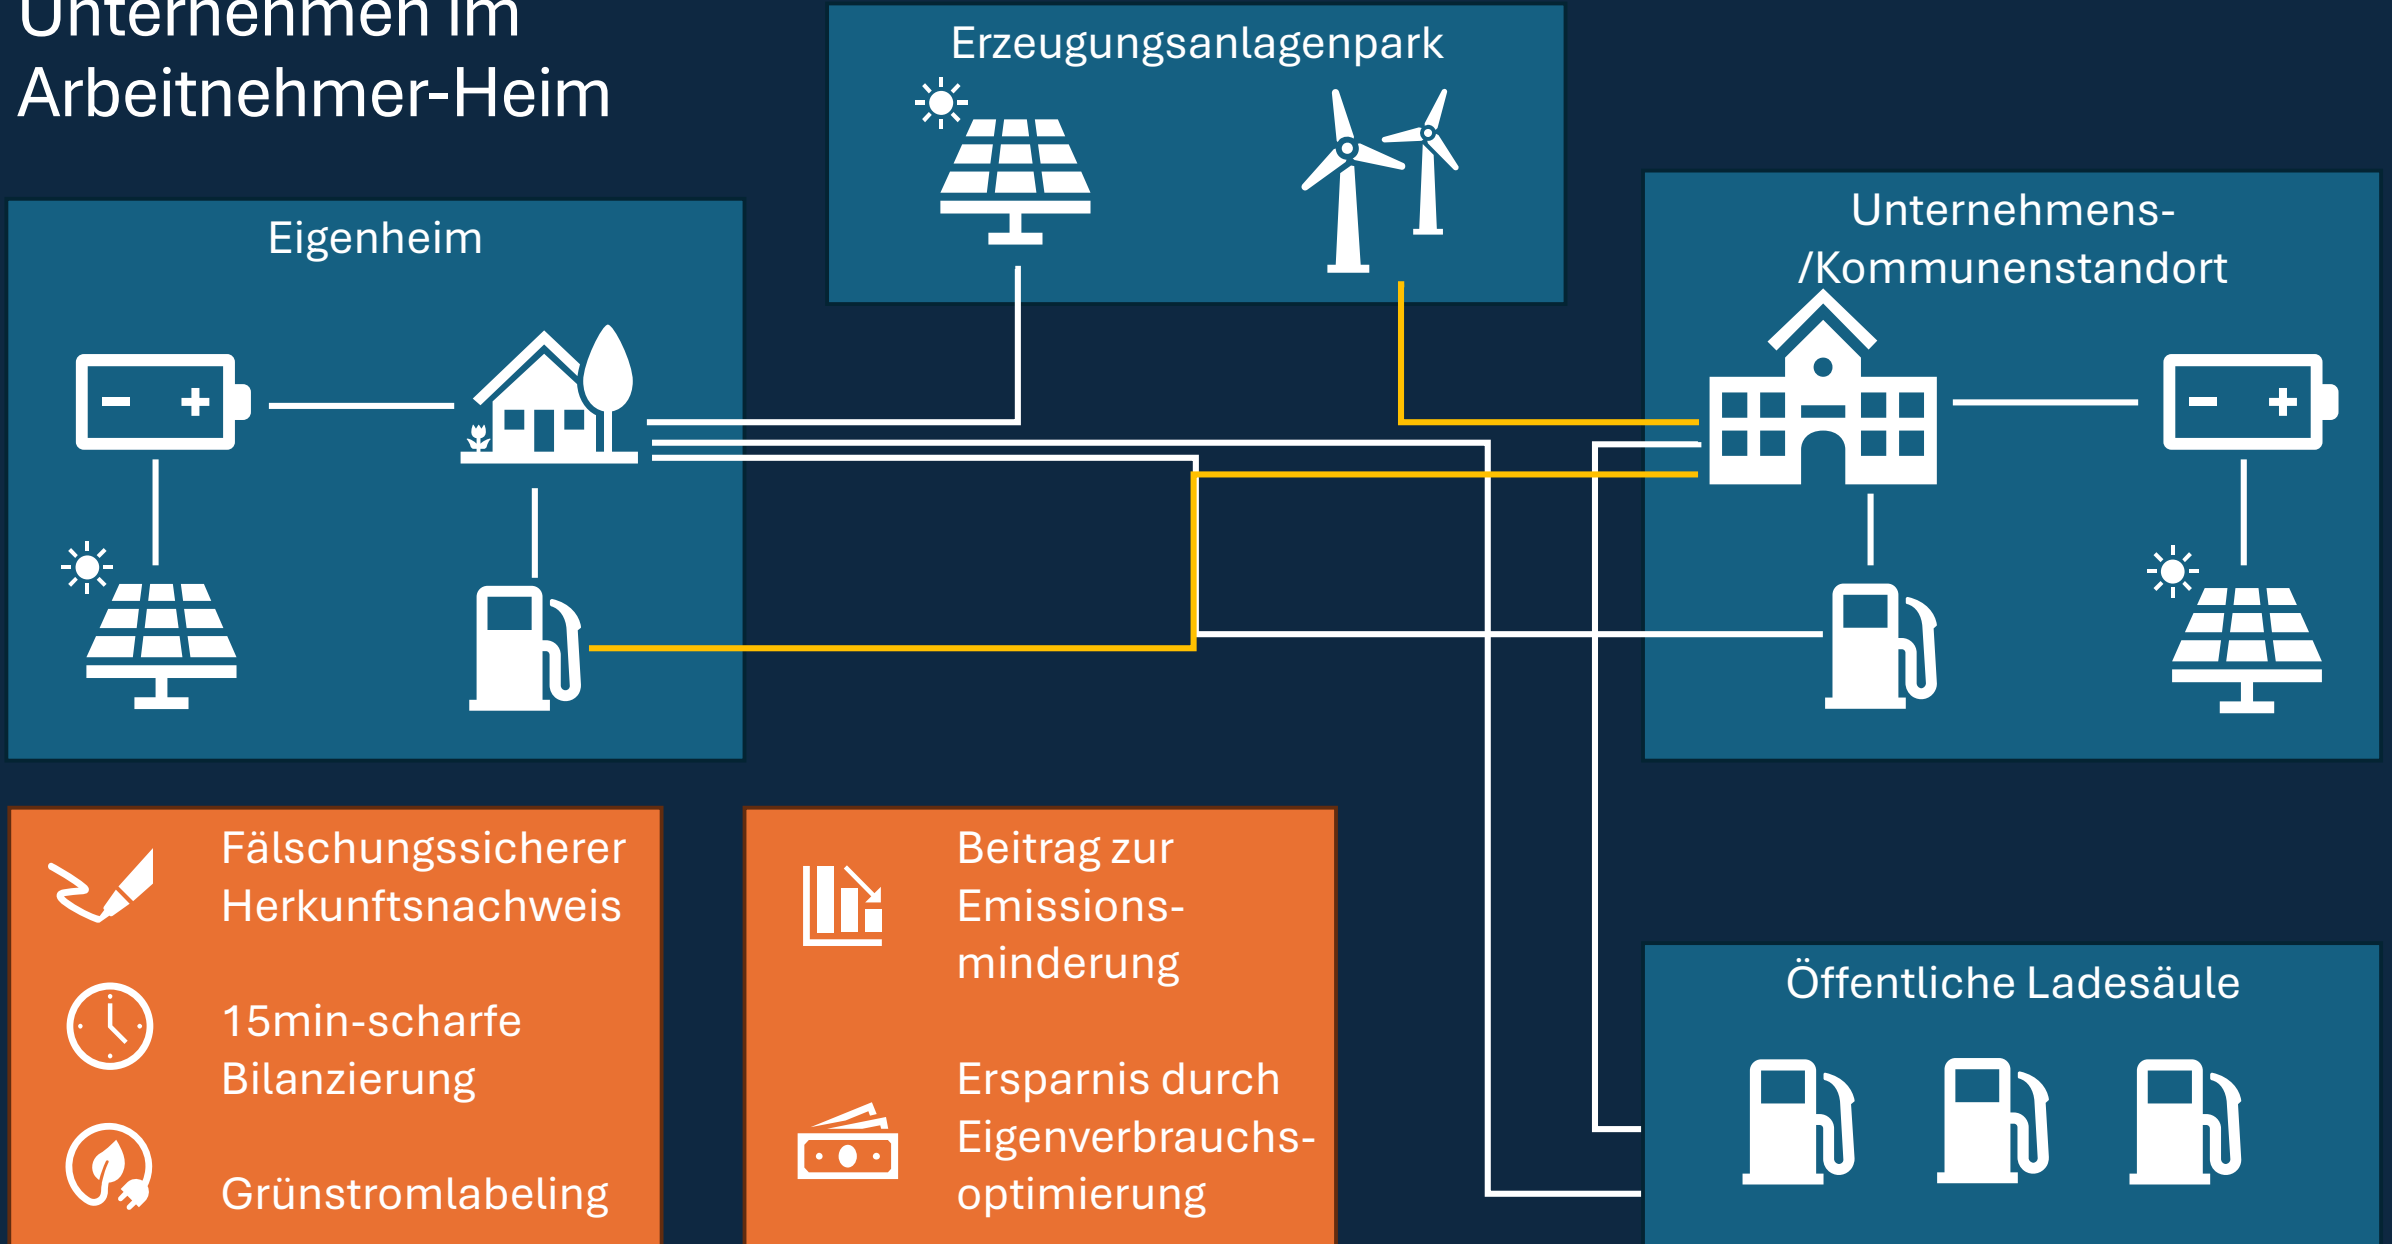 Unternehmen im
Arbeitnehmer-Heim
Erzeugungsanlagenpark
Eigenheim
Unternehmens-
/Kommunenstandort
Fälschungssicherer
Herkunftsnachweis
15min-scharfe
Bilanzierung
Grünstromlabeling
Beitrag zur
Emissions-
minderung
Ersparnis durch
Eigenverbrauchs-
optimierung
Öffentliche Ladesäule